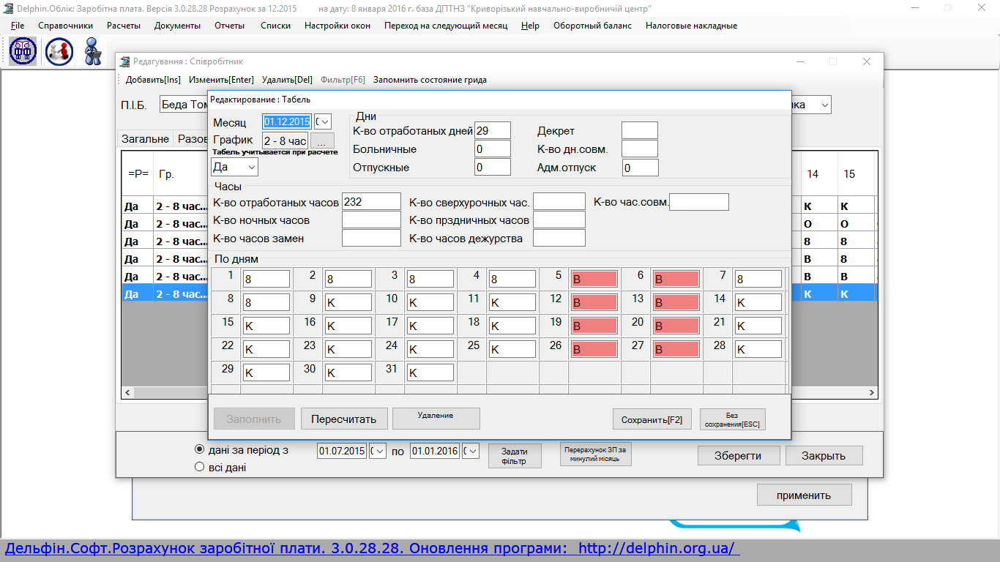 Delphin.Облік: Заробітна плата. Версія 3.0.28.28 Розрахунок за 12.2015 на дату: 8 января 2016 г. база ДПТНЗ "Криворізький навчально-виробничій центр"
File Справочники Расчеты Документы Отчеты Списки Настройки окон Переход на следующий месяц Help Оборотный баланс Налоговые накладные
Редагування : Співробітник
Добавить[Ins] Изменить[Enter] Удалить[Del] Фильтр[F6] Запомнить состояние грида
П.І.Б. Беда
Загальне
=Р= Гр. 14 15
Да 2 - 8 час... К К
Да 2 - 8 час... О О
Да 2 - 8 час... 8 8
Да 2 - 8 час... В 8
Да 2 - 8 час... В В
Да 2 - 8 час... К К
Редактирование : Табель
Месяц 01.12.2015
График 2 - 8 час ...
Табель учитывается при расчете
Да
Дни
К-во отработаных дней 29 Декрет
Больничные 0 К-во дн.совм.
Отпускные 0 Адм.отпуск 0
Часы
К-во отработаных часов 232 К-во сверхурочных час. К-во час.совм.
К-во ночных часов К-во прздничных часов
К-во часов замен К-во часов дежурства
По дням
1 8 2 8 3 8 4 8 5 В 6 В 7 8
8 8 9 К 10 К 11 К 12 В 13 В 14 К
15 К 16 К 17 К 18 К 19 В 20 В 21 К
22 К 23 К 24 К 25 К 26 В 27 В 28 К
29 К 30 К 31 К
Заполнить Пересчитать Удаление Сохранить[F2] Без
сохранения[ESC]
дані за період з 01.07.2015 по 01.01.2016 Задати
фільтр Перерахунок ЗП за
минулий місяць Зберегти Закрыть
всі дані
применить
Дельфін.Софт.Розрахунок заробітної плати. 3.0.28.28. Оновлення програми: http://delphin.org.ua/